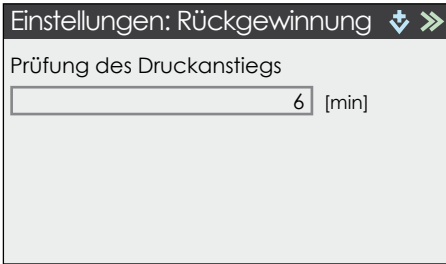 Einstellungen: Rückgewinnung
Prüfung des Druckanstiegs
6 [min]